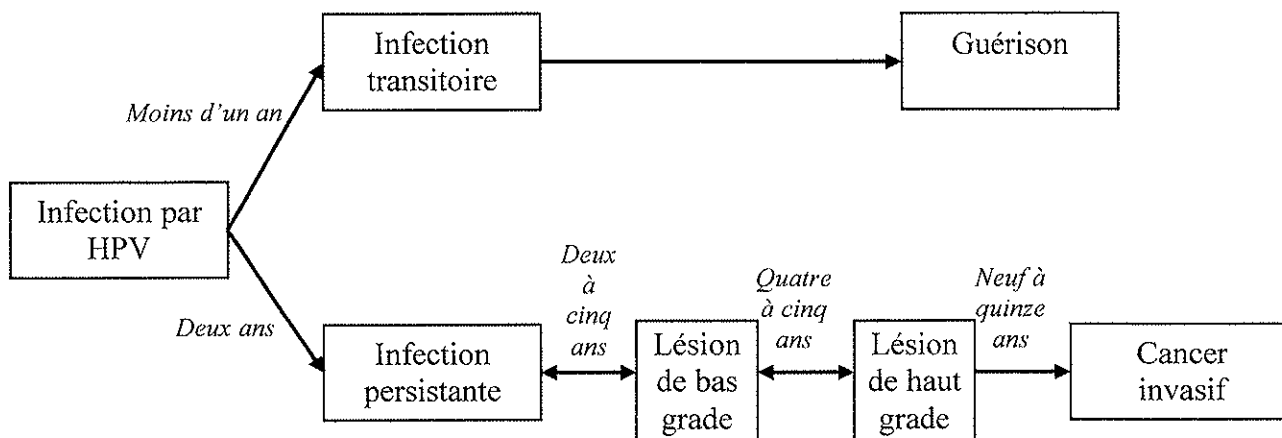 Infection
transitoire
Guérison
Moins d'un an
Infection par
HPV
Deux ans
Infection
persistante
Deux
à
cinq
ans
Lésion
de bas
grade
Quatre
à cinq
ans
Lésion
de haut
grade
Neuf à
quinze
ans
Cancer
invasif